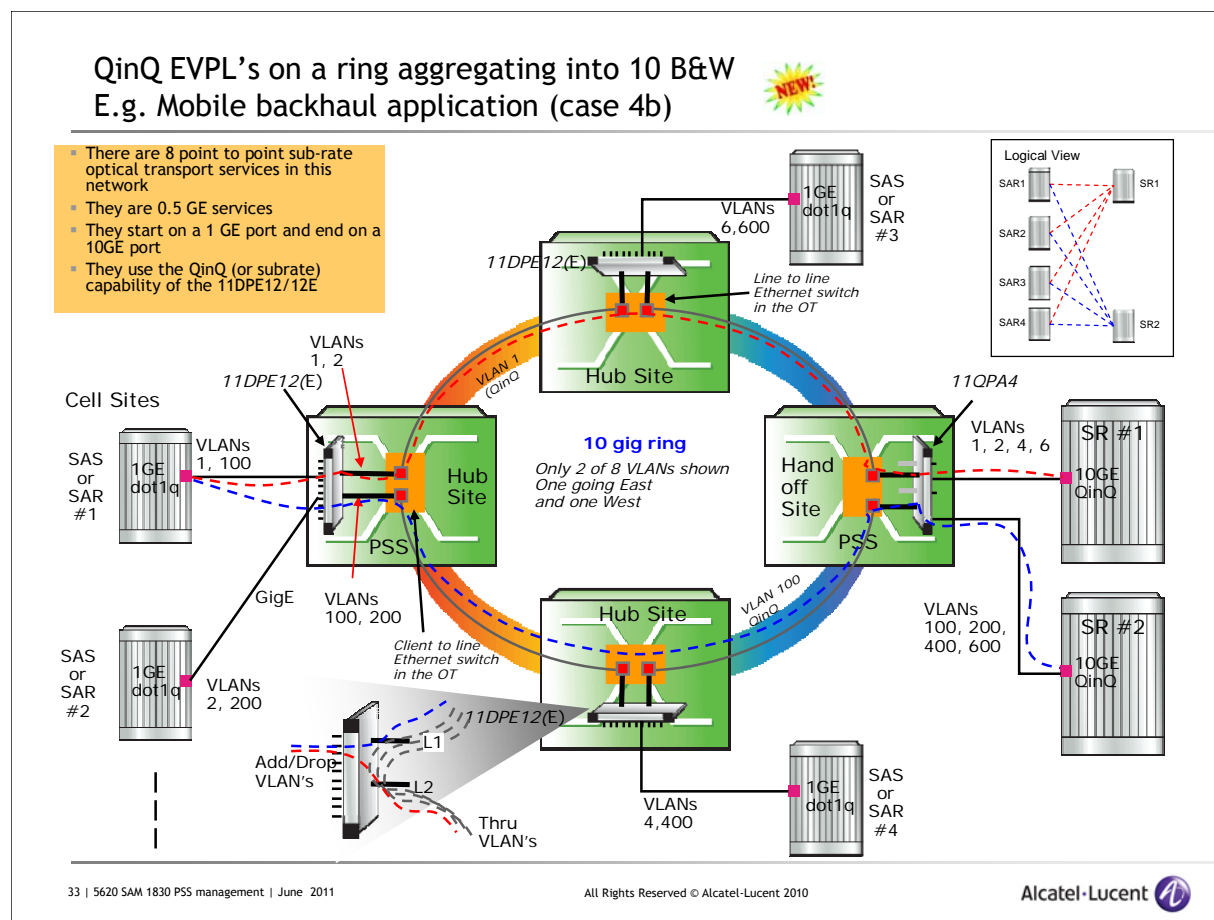 QinQ EVPL's on a ring aggregating into 10 B&W
E.g. Mobile backhaul application (case 4b)
NEW!
There are 8 point to point sub-rate
optical transport services in this
network
They are 0.5 GE services
They start on a 1 GE port and end on a
10GE port
They use the QinQ (or subrate)
capability of the 11DPE12/12E
Logical View
SAR1
SAR2
SAR3
SAR4
SR1
SR2
VLANs
6,600
1GE
dot1q
SAS
or
SAR
#3
11DPE12(E)
Line to line
Ethernet switch
in the OT
Hub Site
VLANs
1, 2
11DPE12(E)
VLAN 1
(QinQ
11QPA4
Cell Sites
SAS
or
SAR
#1
1GE
dot1q
VLANs
1, 100
Hub
Site
PSS
10 gig ring
Only 2 of 8 VLANs shown
One going East
and one West
Hand
off
Site
PSS
VLANs
1, 2, 4, 6
SR #1
10GE
QinQ
GigE
VLANs
100, 200
Client to line
Ethernet switch
in the OT
Hub Site
VLAN 100
QinQ
VLANs
100, 200,
400, 600
SR #2
10GE
QinQ
SAS
or
SAR
#2
1GE
dot1q
VLANs
2, 200
11DPE12(E)
L1
L2
Add/Drop
VLAN's
Thru
VLAN's
VLANs
4,400
1GE
dot1q
SAS
or
SAR
#4
33 | 5620 SAM 1830 PSS management | June 2011
All Rights Reserved © Alcatel-Lucent 2010
Alcatel·Lucent